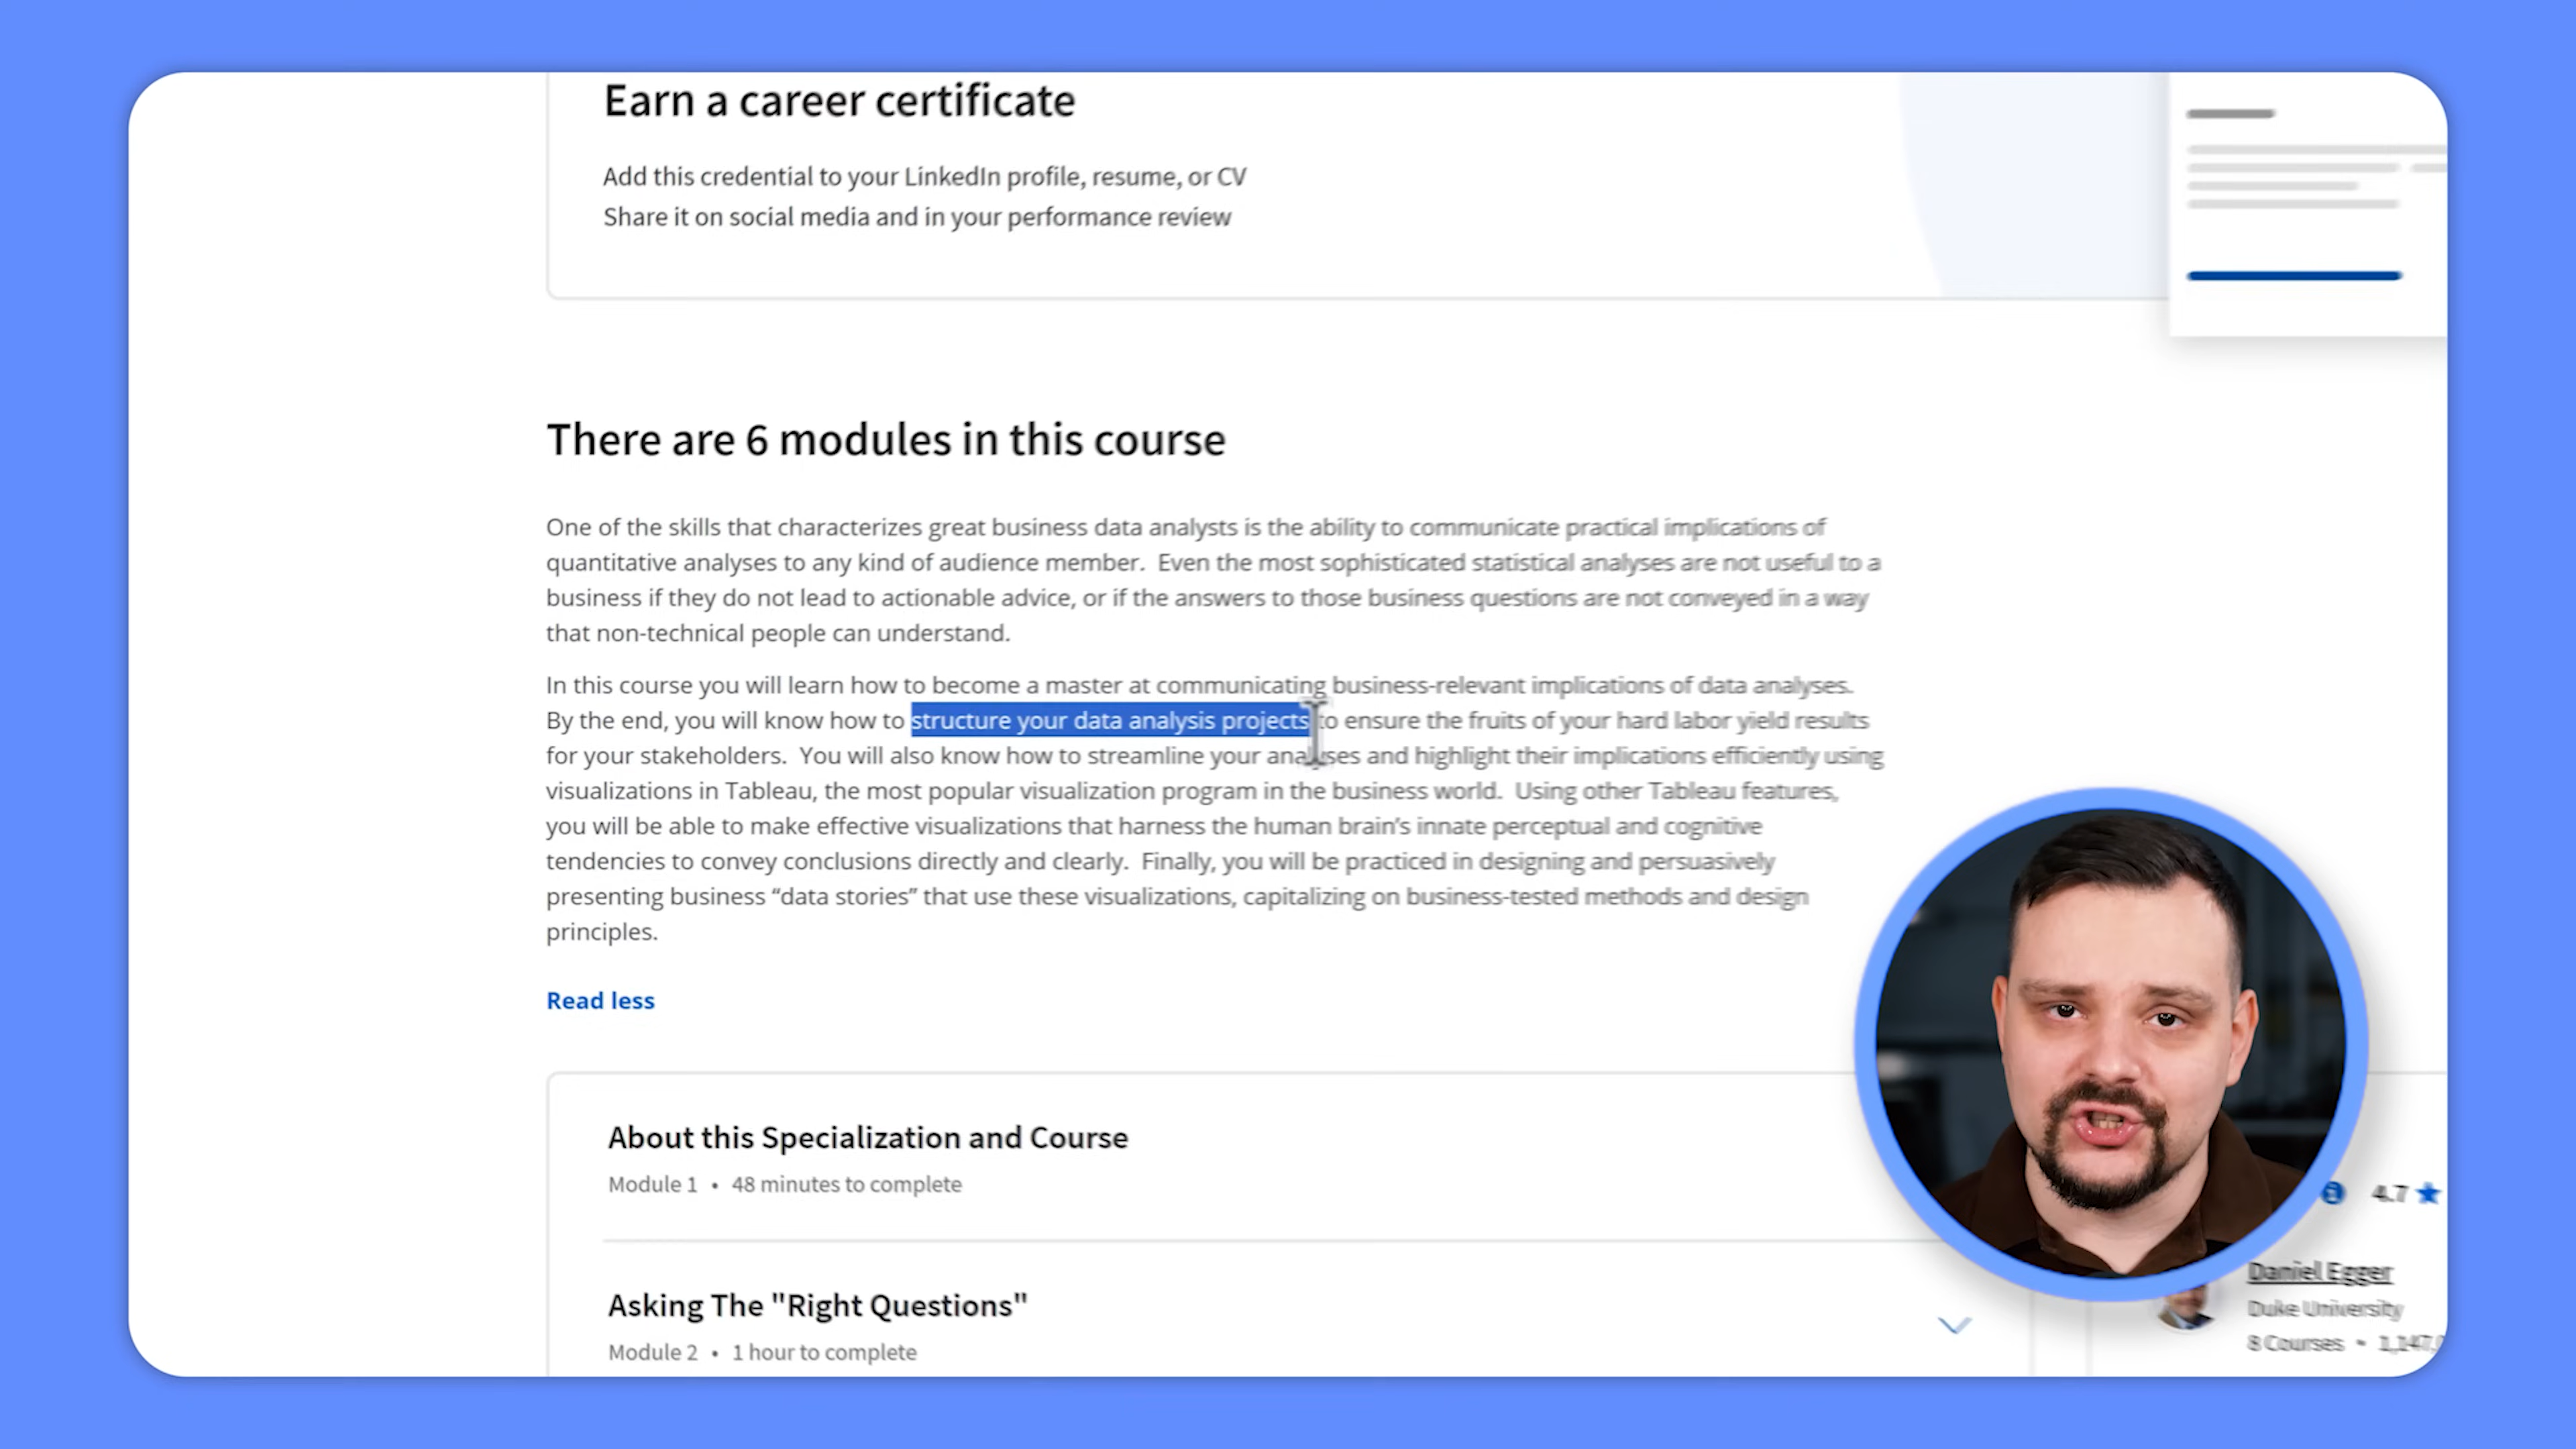 Earn a career certificate
Add this credential to your LinkedIn profile, resume, or CV
Share it on social media and in your performance review
There are 6 modules in this course
One of the skills that characterizes great business data analysts is the ability to communicate practical implications of
quantitative analyses to any kind of audience member.  Even the most sophisticated statistical analyses are not useful to a
business if they do not lead to actionable advice, or if the answers to those business questions are not conveyed in a way
that non-technical people can understand.
In this course you will learn how to become a master at communicating business-relevant implications of data analyses.
By the end, you will know how to structure your data analysis projects to ensure the fruits of your hard labor yield results
for your stakeholders.  You will also know how to streamline your analyses and highlight their implications efficiently using
visualizations in Tableau, the most popular visualization program in the business world.  Using other Tableau features,
you will be able to make effective visualizations that harness the human brain’s innate perceptual and cognitive
tendencies to convey conclusions directly and clearly.  Finally, you will be practiced in designing and persuasively
presenting business “data stories” that use these visualizations, capitalizing on business-tested methods and design
principles.
Read less
About this Specialization and Course
Module 1 • 48 minutes to complete
Asking The "Right Questions"
Module 2 • 1 hour to complete
4.7 ★
Daniel Egger
Duke University
8 Courses •